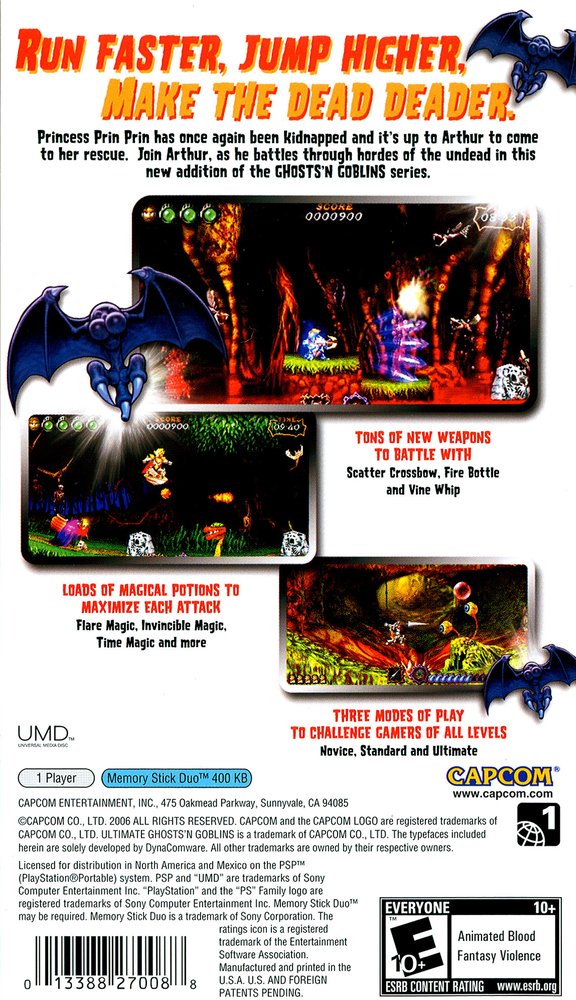 RUN FASTER, JUMP HIGHER,
MAKE THE DEAD DEADER.
Princess Prin Prin has once again been kidnapped and it's up to Arthur to come
to her rescue. Join Arthur, as he battles through hordes of the undead in this
new addition of the GHOSTS'N GOBLINS series.
SCORE
0000900
SCORE
0000900
TIME
09:40
TONS OF NEW WEAPONS
TO BATTLE WITH
Scatter Crossbow, Fire Bottle
and Vine Whip
LOADS OF MAGICAL POTIONS TO
MAXIMIZE EACH ATTACK
Flare Magic, Invincible Magic,
Time Magic and more
THREE MODES OF PLAY
TO CHALLENGE GAMERS OF ALL LEVELS
Novice, Standard and Ultimate
UMD™
UNIVERSAL MEDIA DISC
1 Player
Memory Stick Duo™ 400 KB
CAPCOM®
www.capcom.com
1
CAPCOM ENTERTAINMENT, INC., 475 Oakmead Parkway, Sunnyvale, CA 94085
©CAPCOM CO., LTD. 2006 ALL RIGHTS RESERVED. CAPCOM and the CAPCOM LOGO are registered trademarks of
CAPCOM CO., LTD. ULTIMATE GHOSTS'N GOBLINS is a trademark of CAPCOM CO., LTD. The typefaces included
herein are solely developed by DynaComware. All other trademarks are owned by their respective owners.
Licensed for distribution in North America and Mexico on the PSP™
(PlayStation®Portable) system. PSP and "UMD" are trademarks of Sony
Computer Entertainment Inc. "PlayStation" and the "PS" Family logo are
registered trademarks of Sony Computer Entertainment Inc. Memory Stick Duo™
may be required. Memory Stick Duo is a trademark of Sony Corporation. The
ratings icon is a registered
trademark of the Entertainment
Software Association.
Manufactured and printed in the
U.S.A. U.S. AND FOREIGN
PATENTS PENDING.
0 13388 27008 8
EVERYONE 10+
™
E
10+
Animated Blood
Fantasy Violence
ESRB CONTENT RATING www.esrb.org